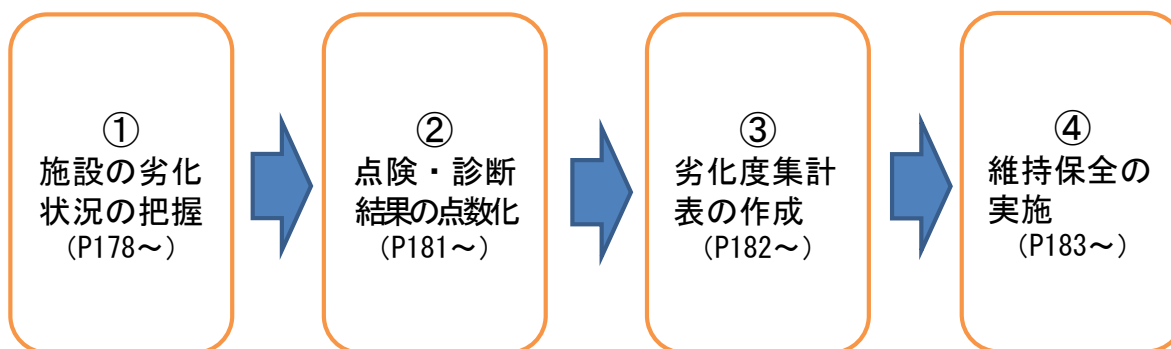 ①
施設の劣化
状況の把握
(P178～)
②
点険・診断
結果の点数化
(P181～)
③
劣化度集計
表の作成
(P182～)
④
維持保全の
実施
(P183～)